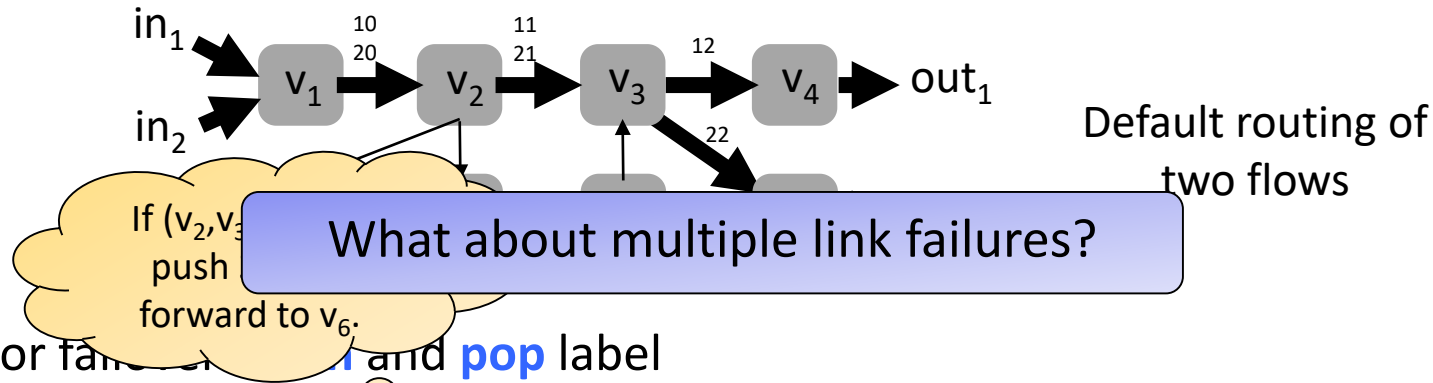 in₁
10
20
11
21
12
v₁
v₂
v₃
v₄
out₁
in₂
22
Default routing of
two flows
If (v₂,v₃
push
forward to v₆.
What about multiple link failures?
or and pop label